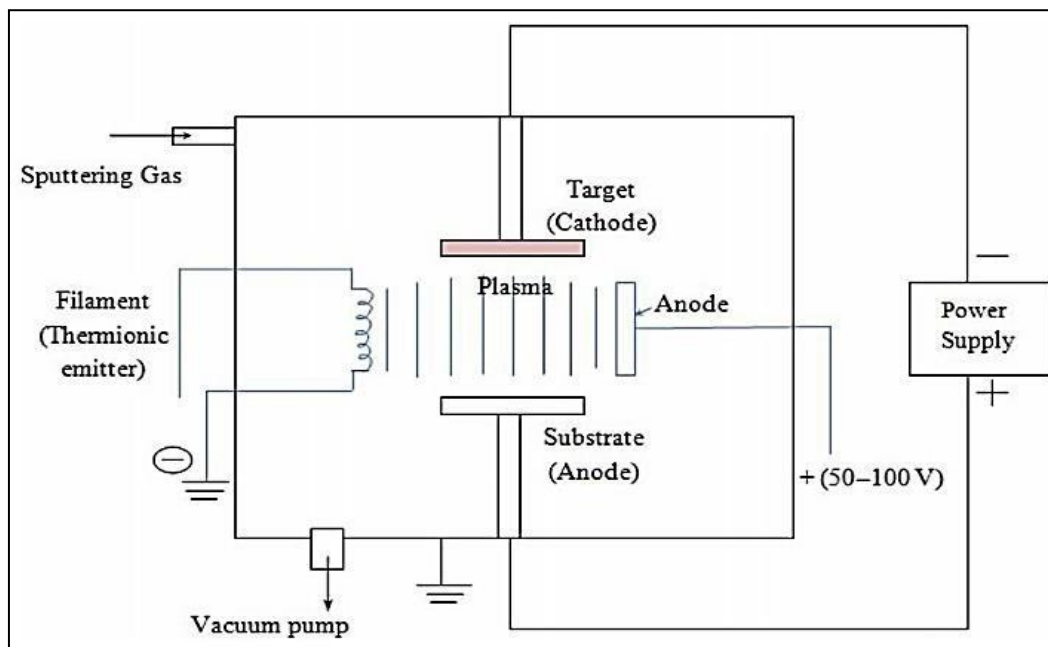 Sputtering Gas
Target
(Cathode)
Plasma
Filament
(Thermionic
emitter)
Anode
Power
Supply
−
+
Substrate
(Anode)
+ (50–100 V)
−
Vacuum pump